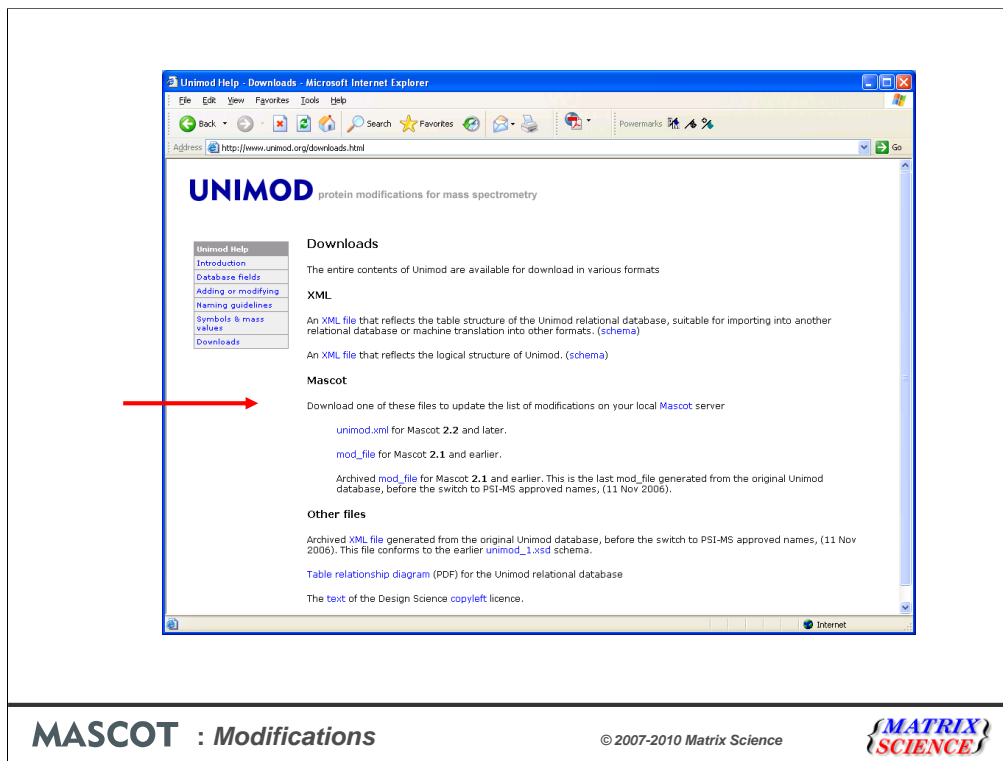 Unimod Help - Downloads - Microsoft Internet Explorer
File Edit View Favorites Tools Help
Back Search Favorites Powermarks
Address http://www.unimod.org/downloads.html Go
UNIMOD protein modifications for mass spectrometry
Unimod Help
Introduction
Database fields
Adding or modifying
Naming guidelines
Symbols & mass
values
Downloads
Downloads
The entire contents of Unimod are available for download in various formats
XML
An XML file that reflects the table structure of the Unimod relational database, suitable for importing into another
relational database or machine translation into other formats. (schema)
An XML file that reflects the logical structure of Unimod. (schema)
Mascot
Download one of these files to update the list of modifications on your local Mascot server
unimod.xml for Mascot 2.2 and later.
mod_file for Mascot 2.1 and earlier.
Archived mod_file for Mascot 2.1 and earlier. This is the last mod_file generated from the original Unimod
database, before the switch to PSI-MS approved names, (11 Nov 2006).
Other files
Archived XML file generated from the original Unimod database, before the switch to PSI-MS approved names, (11 Nov
2006). This file conforms to the earlier unimod_1.xsd schema.
Table relationship diagram (PDF) for the Unimod relational database
The text of the Design Science copyleft licence.
Internet
MASCOT : Modifications
© 2007-2010 Matrix Science
{MATRIX
SCIENCE}